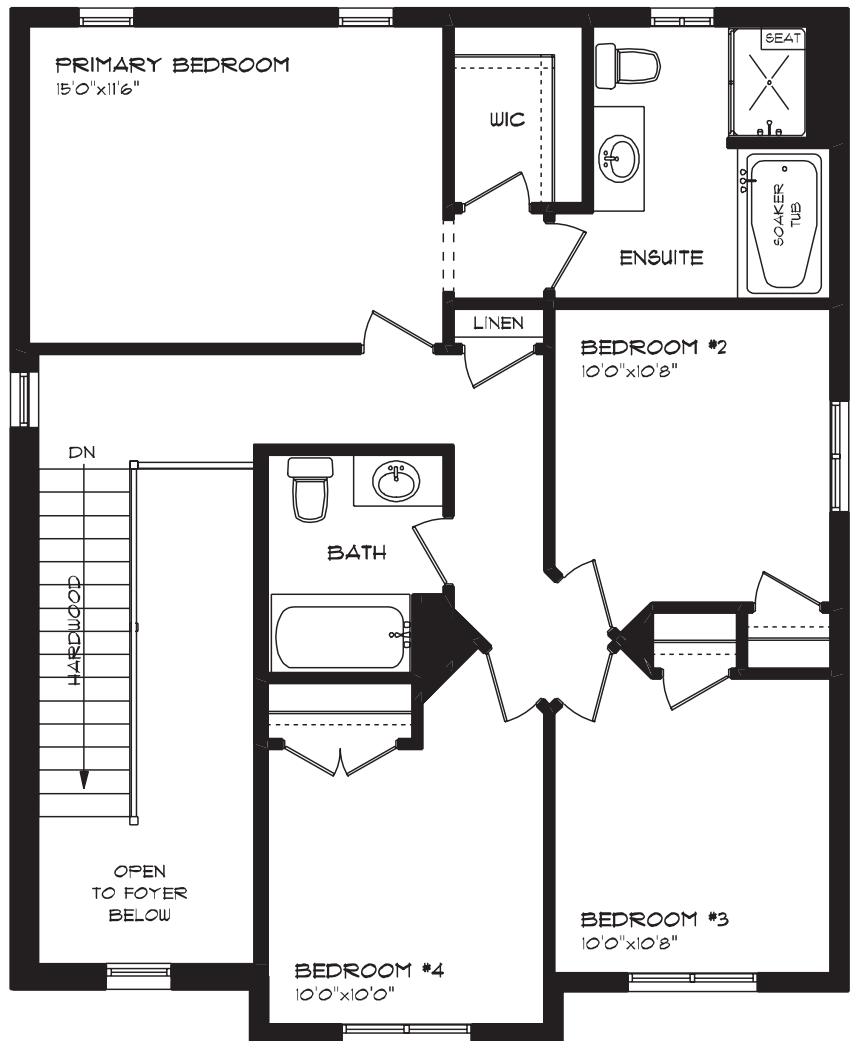 PRIMARY BEDROOM
15'0"x11'6"
WIC
SEAT
SOAKER
TUB
ENSUITE
LINEN
BEDROOM #2
10'0"x10'8"
DN
HARDWOOD
BATH
OPEN
TO FOYER
BELOW
BEDROOM #3
10'0"x10'8"
BEDROOM #4
10'0"x10'0"